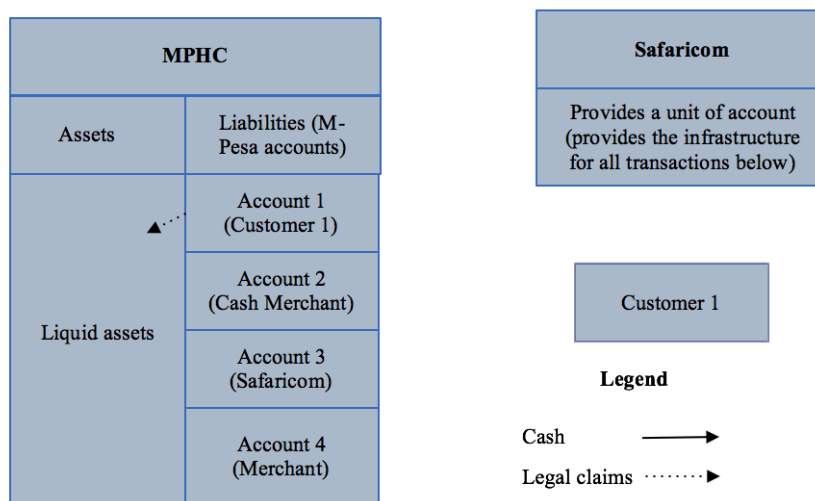 MPHC
Assets
Liabilities (M-
Pesa accounts)
Liquid assets
Account 1
(Customer 1)
Account 2
(Cash Merchant)
Account 3
(Safaricom)
Account 4
(Merchant)
Safaricom
Provides a unit of account
(provides the infrastructure
for all transactions below)
Customer 1
Legend
Cash
Legal claims